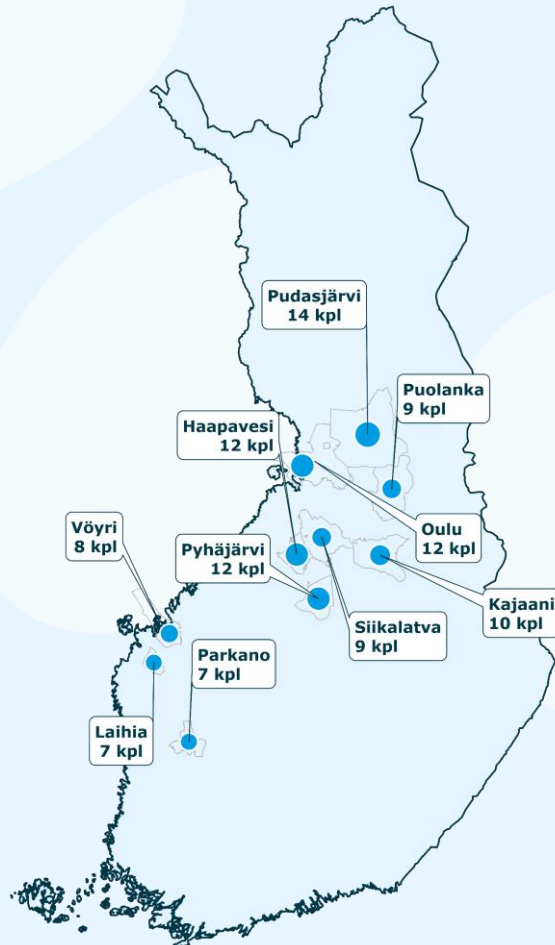 Pudasjärvi
14 kpl
Puolanka
9 kpl
Haapavesi
12 kpl
Vöyri
8 kpl
Pyhäjärvi
12 kpl
Oulu
12 kpl
Kajaani
10 kpl
Siikalatva
9 kpl
Parkano
7 kpl
Laihia
7 kpl